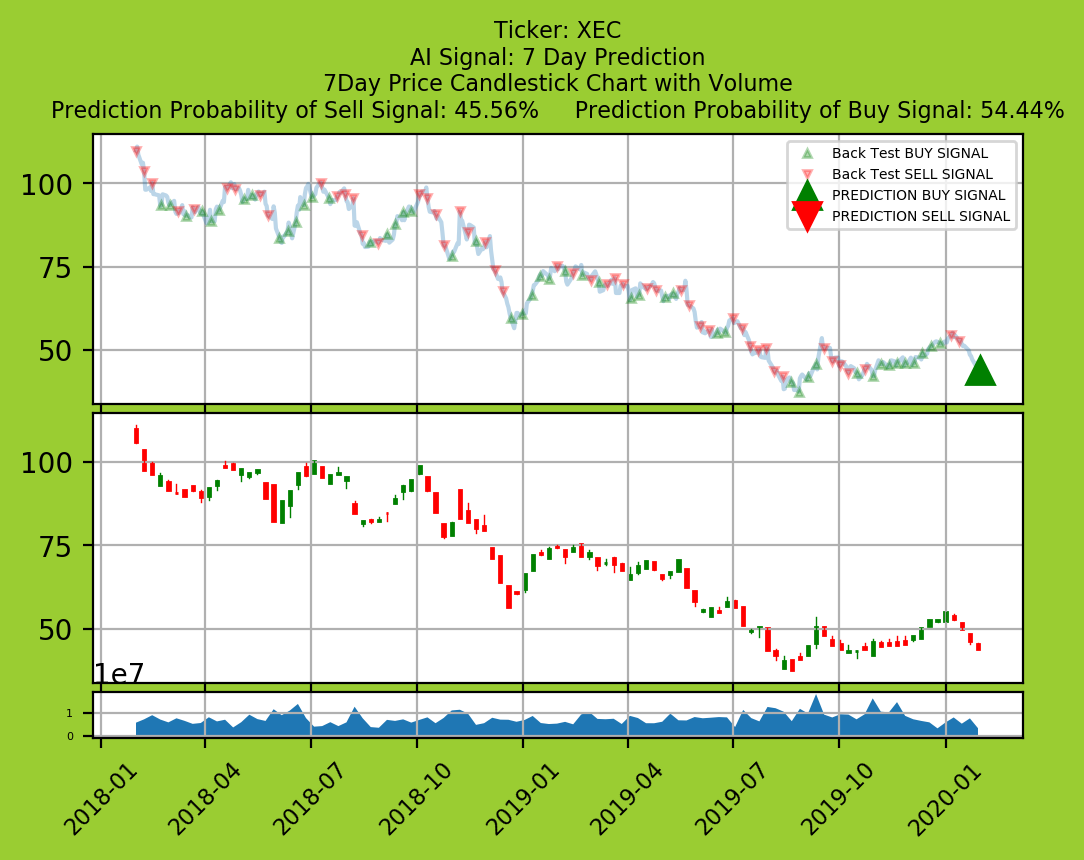 Ticker: XEC
AI Signal: 7 Day Prediction
7Day Price Candlestick Chart with Volume
Prediction Probability of Sell Signal: 45.56%     Prediction Probability of Buy Signal: 54.44%
Back Test BUY SIGNAL
Back Test SELL SIGNAL
PREDICTION BUY SIGNAL
PREDICTION SELL SIGNAL
100
75
50
100
75
50
1e7
1
0
2018-01 2018-04 2018-07 2018-10 2019-01 2019-04 2019-07 2019-10 2020-01